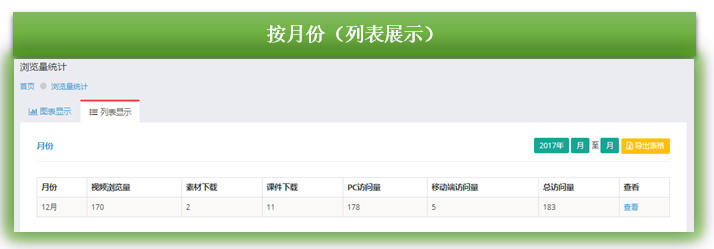 按月份（列表展示）
浏览量统计
首页 浏览量统计
图表显示 列表显示
月份 2017年 月 至 月 导出表格
月份 视频浏览量 素材下载 课件下载 PC访问量 移动端访问量 总访问量 查看
12月 170 2 11 178 5 183 查看